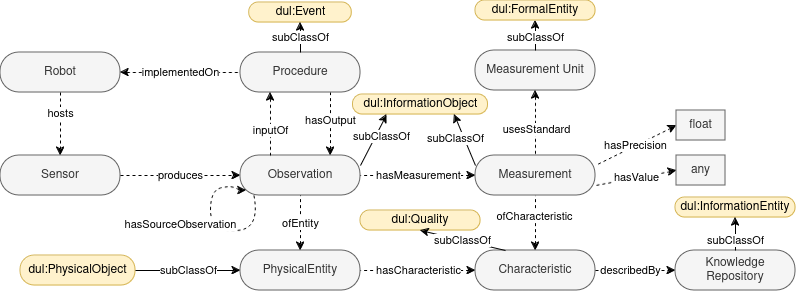 dul:Event
dul:FormalEntity
subClassOf
subClassOf
Robot
implementedOn
Procedure
Measurement Unit
hosts
dul:InformationObject
inputOf
hasOutput
subClassOf
subClassOf
usesStandard
float
hasPrecision
Sensor
produces
Observation
hasMeasurement
Measurement
hasValue
any
hasSourceObservation
ofEntity
dul:Quality
ofCharacteristic
dul:InformationEntity
subClassOf
subClassOf
dul:PhysicalObject
subClassOf
PhysicalEntity
hasCharacteristic
Characteristic
describedBy
Knowledge
Repository